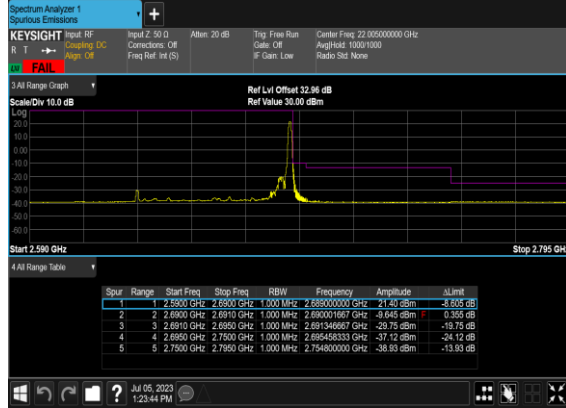 Spectrum Analyzer 1
Spurious Emissions
KEYSIGHT Input: RF Input Z: 50 Ω Atten: 20 dB Trig: Free Run Center Freq: 22.005000000 GHz
R T Coupling: DC Corrections: Off Gate: Off Avg|Hold: 1000/1000
Align: Off Freq Ref: Int (S) IF Gain: Low Radio Std: None
FAIL
3 All Range Graph
Ref Lvl Offset 32.96 dB
Scale/Div 10.0 dB Ref Value 30.00 dBm
Log
20.0
10.0
0.00
-10.0
-20.0
-30.0
-40.0
-50.0
-60.0
Start 2.590 GHz Stop 2.795 GHz
4 All Range Table
Spur Range Start Freq Stop Freq RBW Frequency Amplitude ΔLimit
1 1 2.5900 GHz 2.6900 GHz 1.000 MHz 2.689000000 GHz 21.40 dBm -8.605 dB
2 2 2.6900 GHz 2.6910 GHz 1.000 MHz 2.690001667 GHz -9.645 dBm F 0.355 dB
3 3 2.6910 GHz 2.6950 GHz 1.000 MHz 2.691346667 GHz -29.75 dBm -19.75 dB
4 4 2.6950 GHz 2.7500 GHz 1.000 MHz 2.695458333 GHz -37.12 dBm -24.12 dB
5 5 2.7500 GHz 2.7950 GHz 1.000 MHz 2.754800000 GHz -38.93 dBm -13.93 dB
? Jul 05, 2023
1:23:44 PM